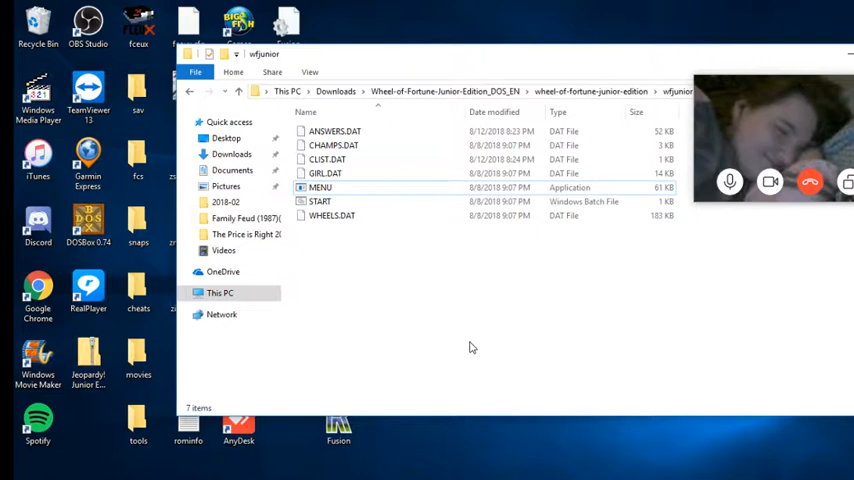 wfjunior
File Home Share View
This PC Downloads Wheel-of-Fortune-Junior-Edition_DOS_EN wheel-of-fortune-junior-edition wfjunior
Name Date modified Type Size
Quick access
Desktop
Downloads
Documents
Pictures
2018-02
Family Feud (1987)(
The Price is Right 20
Videos
OneDrive
This PC
Network
ANSWERS.DAT 8/12/2018 8:23 PM DAT File 52 KB
CHAMPS.DAT 8/8/2018 9:07 PM DAT File 3 KB
CLIST.DAT 8/12/2018 8:24 PM DAT File 1 KB
GIRL.DAT 8/8/2018 9:07 PM DAT File 14 KB
MENU 8/8/2018 9:07 PM Application 61 KB
START 8/8/2018 9:07 PM Windows Batch File 1 KB
WHEELS.DAT 8/8/2018 9:07 PM DAT File 183 KB
7 items
Recycle Bin
OBS Studio
fceux
Windows
Media Player
TeamViewer
13
sav
iTunes
Garmin
Express
fcs
Discord
DOSBox 0.74
snaps
Google
Chrome
RealPlayer
cheats
Windows
Movie Maker
Jeopardy!
Junior E...
movies
Spotify
tools
rominfo
AnyDesk
Fusion